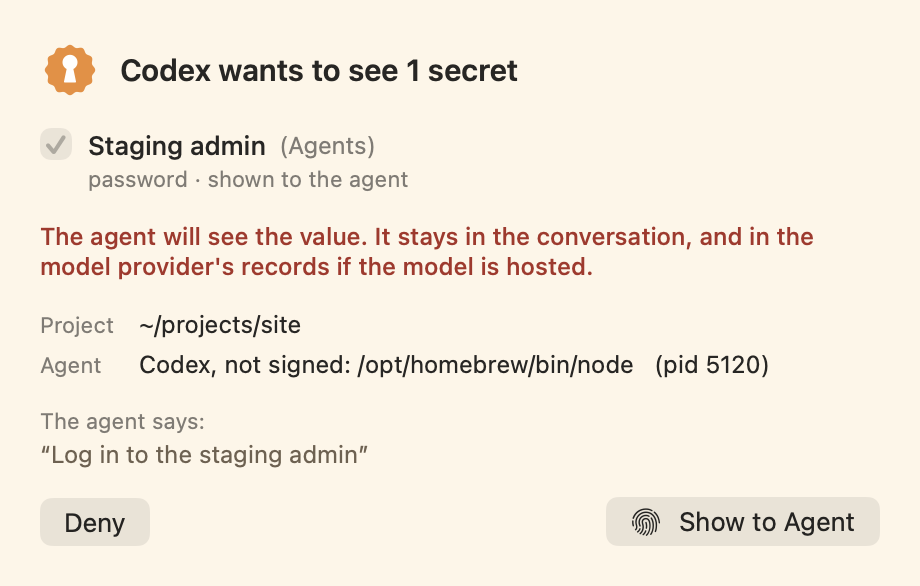 Codex wants to see 1 secret
Staging admin (Agents)
password · shown to the agent
The agent will see the value. It stays in the conversation, and in the
model provider's records if the model is hosted.
Project ~/projects/site
Agent Codex, not signed: /opt/homebrew/bin/node (pid 5120)
The agent says:
“Log in to the staging admin”
Deny
Show to Agent